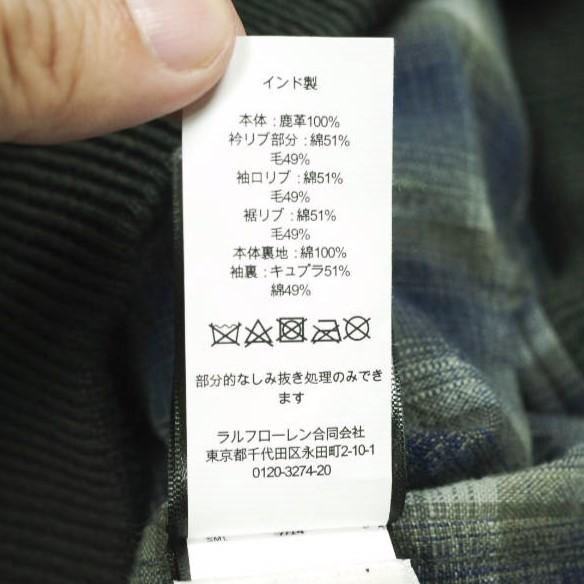 インド製
本体：鹿革100%
衿リブ部分：綿51%
毛49%
袖口リブ：綿51%
毛49%
裾リブ：綿51%
毛49%
本体裏地：綿100%
袖裏：キュプラ51%
綿49%
部分的なしみ抜き処理のみでき
ます
ラルフローレン合同会社
東京都千代田区永田町2-10-1
0120-3274-20